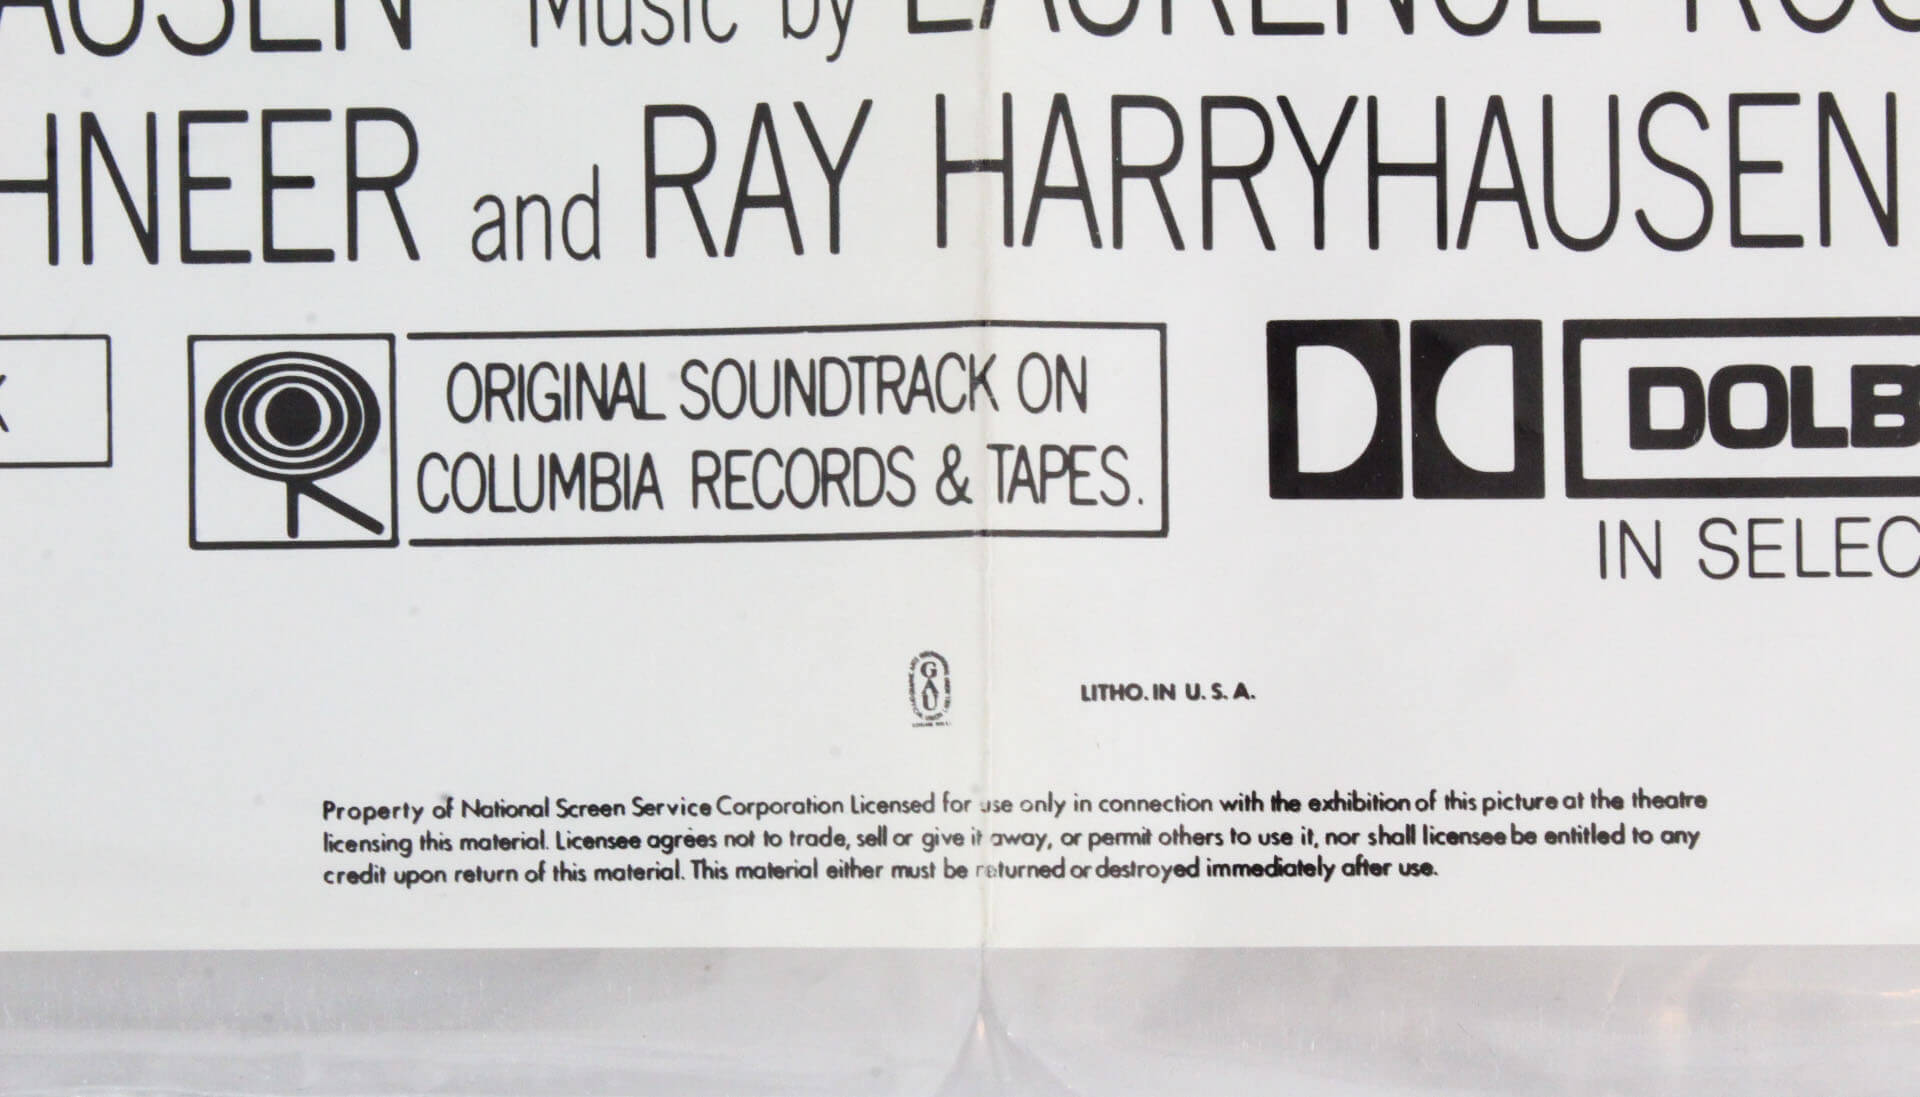 AUSEN Music by LAURENCE ROS
HNEER and RAY HARRYHAUSEN
ORIGINAL SOUNDTRACK ON
COLUMBIA RECORDS & TAPES.
DOLB
IN SELEC
GAU
LITHO. IN U. S. A.
Property of National Screen Service Corporation Licensed for use only in connection with the exhibition of this picture at the theatre
licensing this material. Licensee agrees not to trade, sell or give it away, or permit others to use it, nor shall licensee be entitled to any
credit upon return of this material. This material either must be returned or destroyed immediately after use.